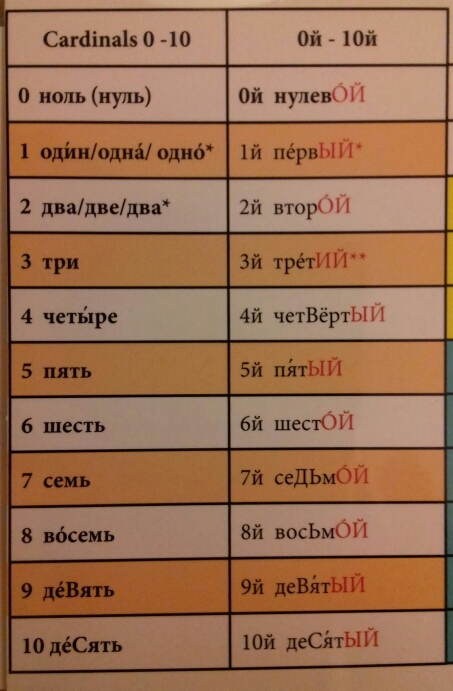 Cardinals 0 -10 0й - 10й
0 ноль (нуль) 0й нулевО́Й
1 оди́ин/одна́/ одно́* 1й пе́рвЫЙ*
2 два/две/два* 2й вторО́Й
3 три 3й тре́тИЙ**
4 четы́ре 4й четВёртЫЙ
5 пять 5й пя́тЫЙ
6 шесть 6й шестО́Й
7 семь 7й сеДЬмО́Й
8 во́семь 8й восЬмО́Й
9 де́Вять 9й деВя́тЫЙ
10 де́Сять 10й деСя́тЫЙ